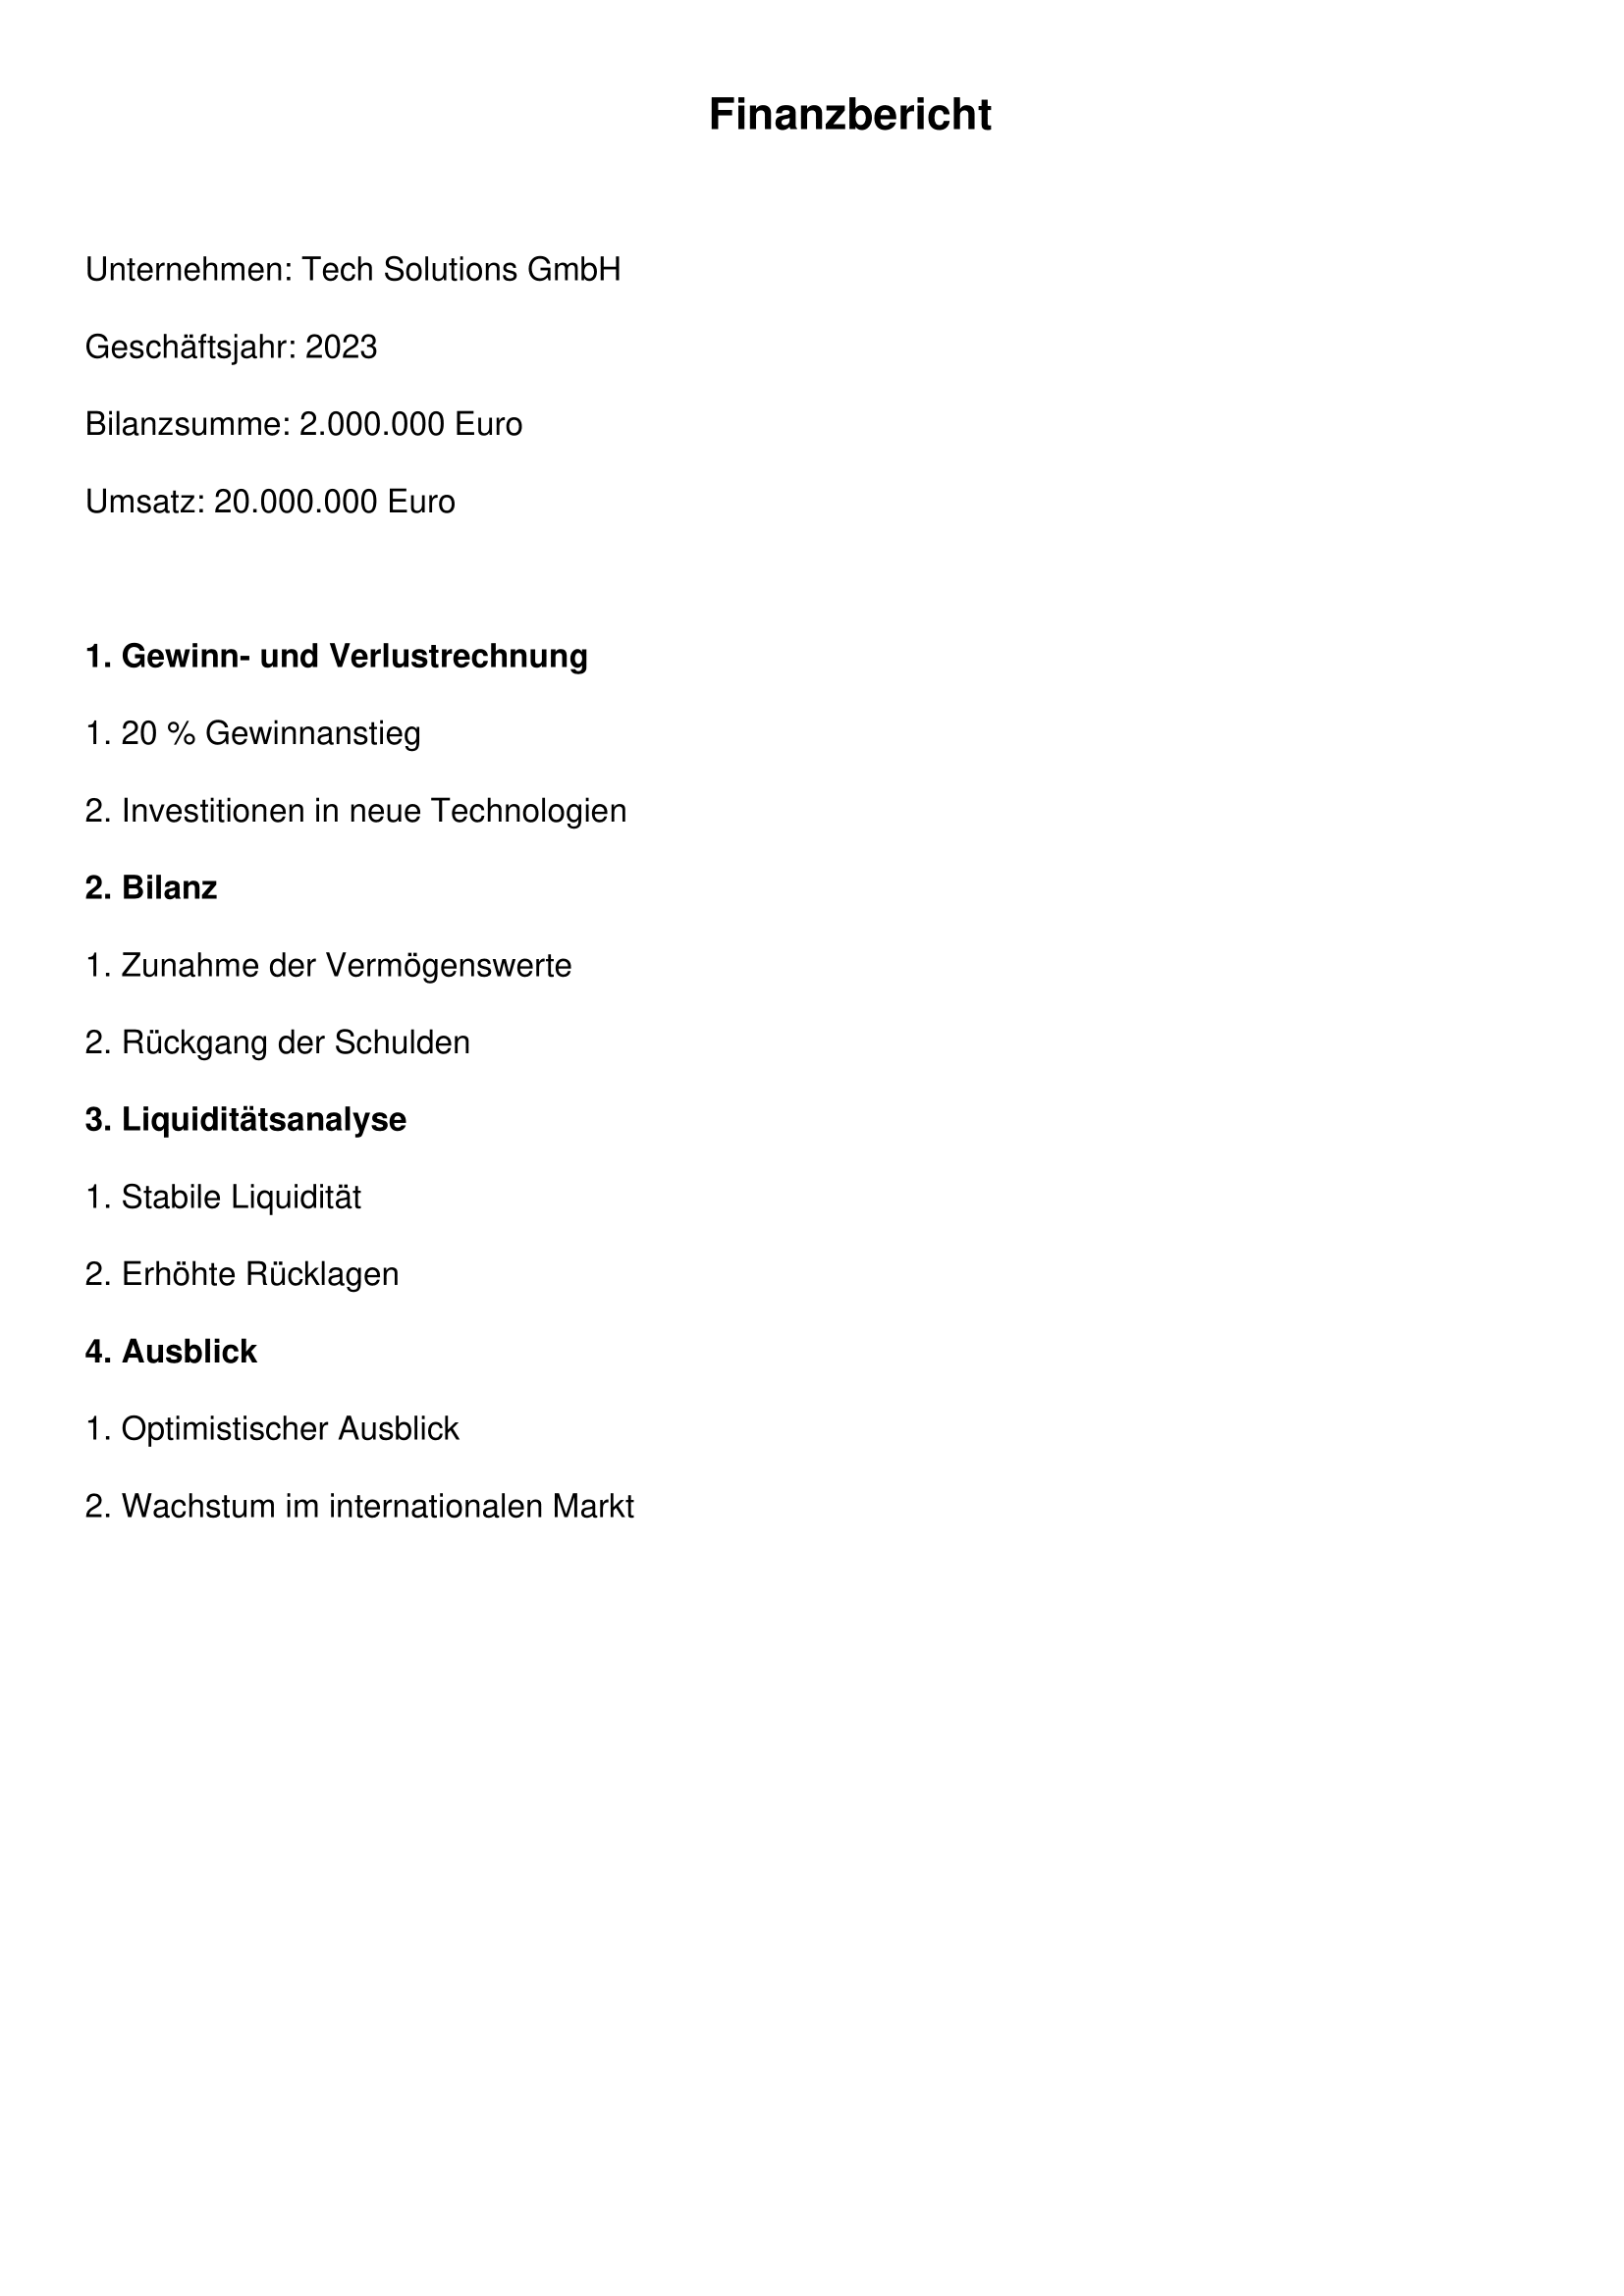 Finanzbericht
Unternehmen: Tech Solutions GmbH
Geschäftsjahr: 2023
Bilanzsumme: 2.000.000 Euro
Umsatz: 20.000.000 Euro
1. Gewinn- und Verlustrechnung
1. 20 % Gewinnanstieg
2. Investitionen in neue Technologien
2. Bilanz
1. Zunahme der Vermögenswerte
2. Rückgang der Schulden
3. Liquiditätsanalyse
1. Stabile Liquidität
2. Erhöhte Rücklagen
4. Ausblick
1. Optimistischer Ausblick
2. Wachstum im internationalen Markt